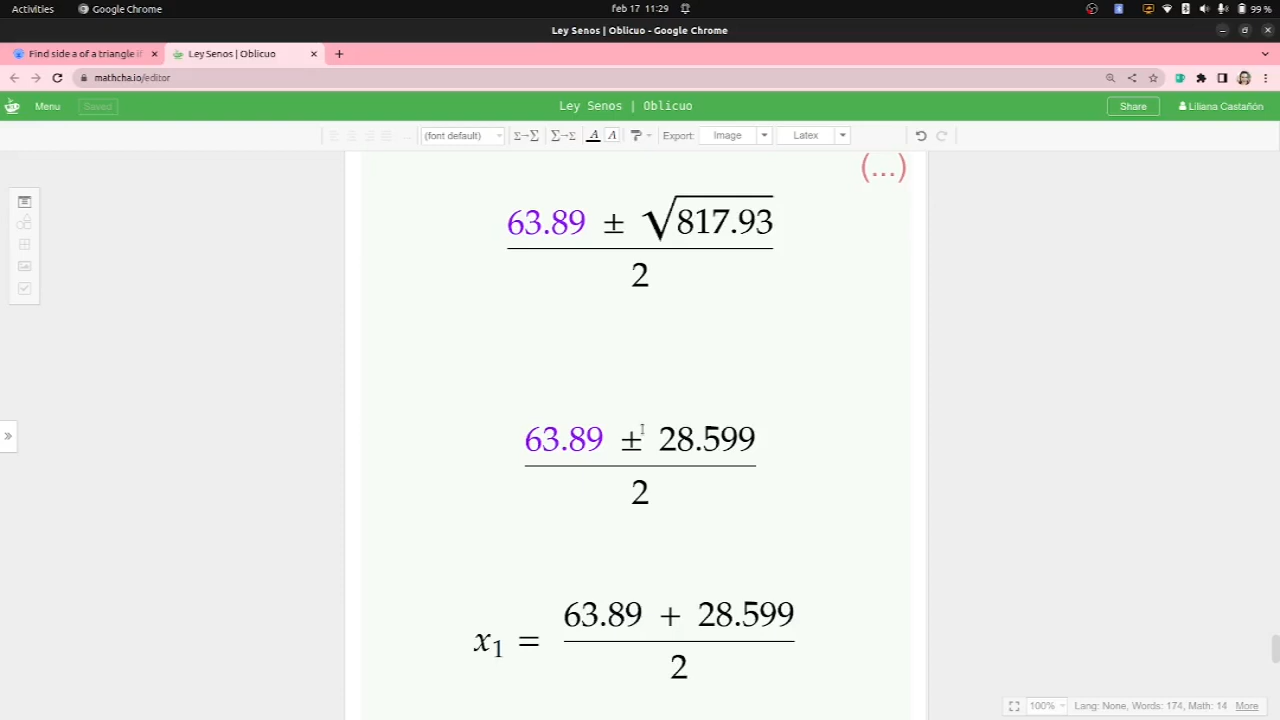 Activities Google Chrome feb 17 11:29 99 %
Ley Senos | Oblicuo - Google Chrome
Find side a of a triangle if × Ley Senos | Oblicuo × +
mathcha.io/editor
Menu Saved Ley Senos | Oblicuo Share Liliana Castañón
(font default) Σ→Σ Σ→Σ A A Export: Image Latex
(...)
63.89 ± √817.93
2
63.89 ± 28.599
2
»
63.89 + 28.599
x₁ =
2
100% Lang: None, Words: 174, Math: 14 More